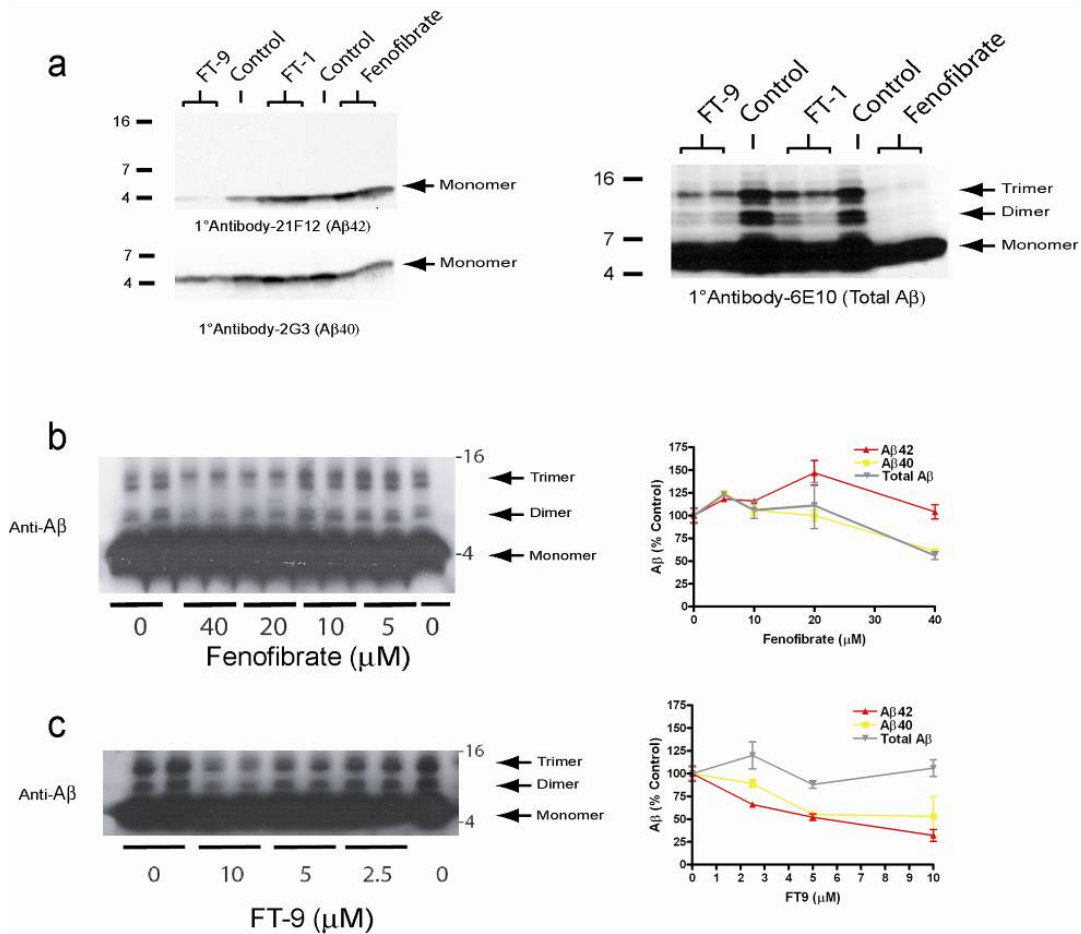 a
FT-9
Control
FT-1
Control
Fenofibrate
16
7
4
Monomer
1°Antibody-21F12 (Aβ42)
7
4
Monomer
1°Antibody-2G3 (Aβ40)
FT-9
Control
FT-1
Control
Fenofibrate
16
7
4
Trimer
Dimer
Monomer
1°Antibody-6E10 (Total Aβ)
b
Anti-Aβ
-16
-4
Trimer
Dimer
Monomer
0 40 20 10 5 0
Fenofibrate (μM)
Aβ (% Control)
175
150
125
100
75
50
25
0
0 10 20 30 40
Fenofibrate (μM)
Aβ42
Aβ40
Total Aβ
c
Anti-Aβ
-16
-4
Trimer
Dimer
Monomer
0 10 5 2.5 0
FT-9 (μM)
Aβ (% Control)
175
150
125
100
75
50
25
0
0 1 2 3 4 5 6 7 8 9 10
FT9 (μM)
Aβ42
Aβ40
Total Aβ